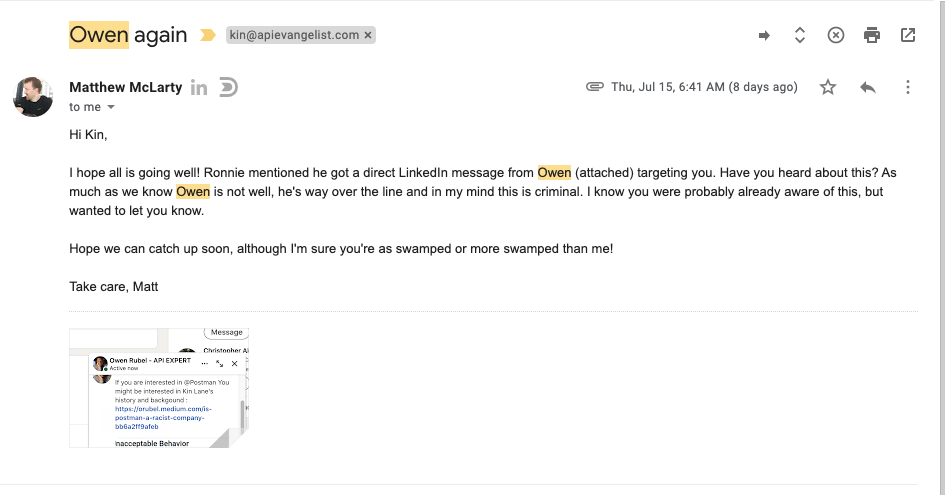 Owen again kin@apievangelist.com ×
Matthew McLarty in
Thu, Jul 15, 6:41 AM (8 days ago)
to me
Hi Kin,
I hope all is going well! Ronnie mentioned he got a direct LinkedIn message from Owen (attached) targeting you. Have you heard about this? As
much as we know Owen is not well, he's way over the line and in my mind this is criminal. I know you were probably already aware of this, but
wanted to let you know.
Hope we can catch up soon, although I'm sure you're as swamped or more swamped than me!
Take care, Matt
Message
Christopher
Owen Rubel - API EXPERT
Active now
If you are interested in @Postman You
might be interested in Kin Lane's
history and backgound :
https://orubel.medium.com/is-
postman-a-racist-company-
bb6a2ff9afeb
Inacceptable Behavior